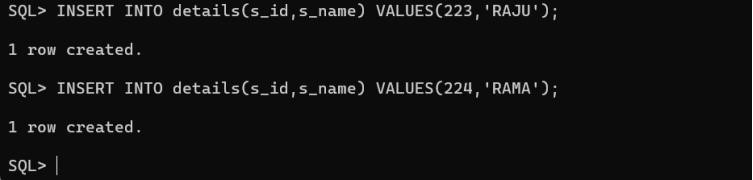 SQL> INSERT INTO details(s_id,s_name) VALUES(223,'RAJU');
1 row created.
SQL> INSERT INTO details(s_id,s_name) VALUES(224,'RAMA');
1 row created.
SQL>